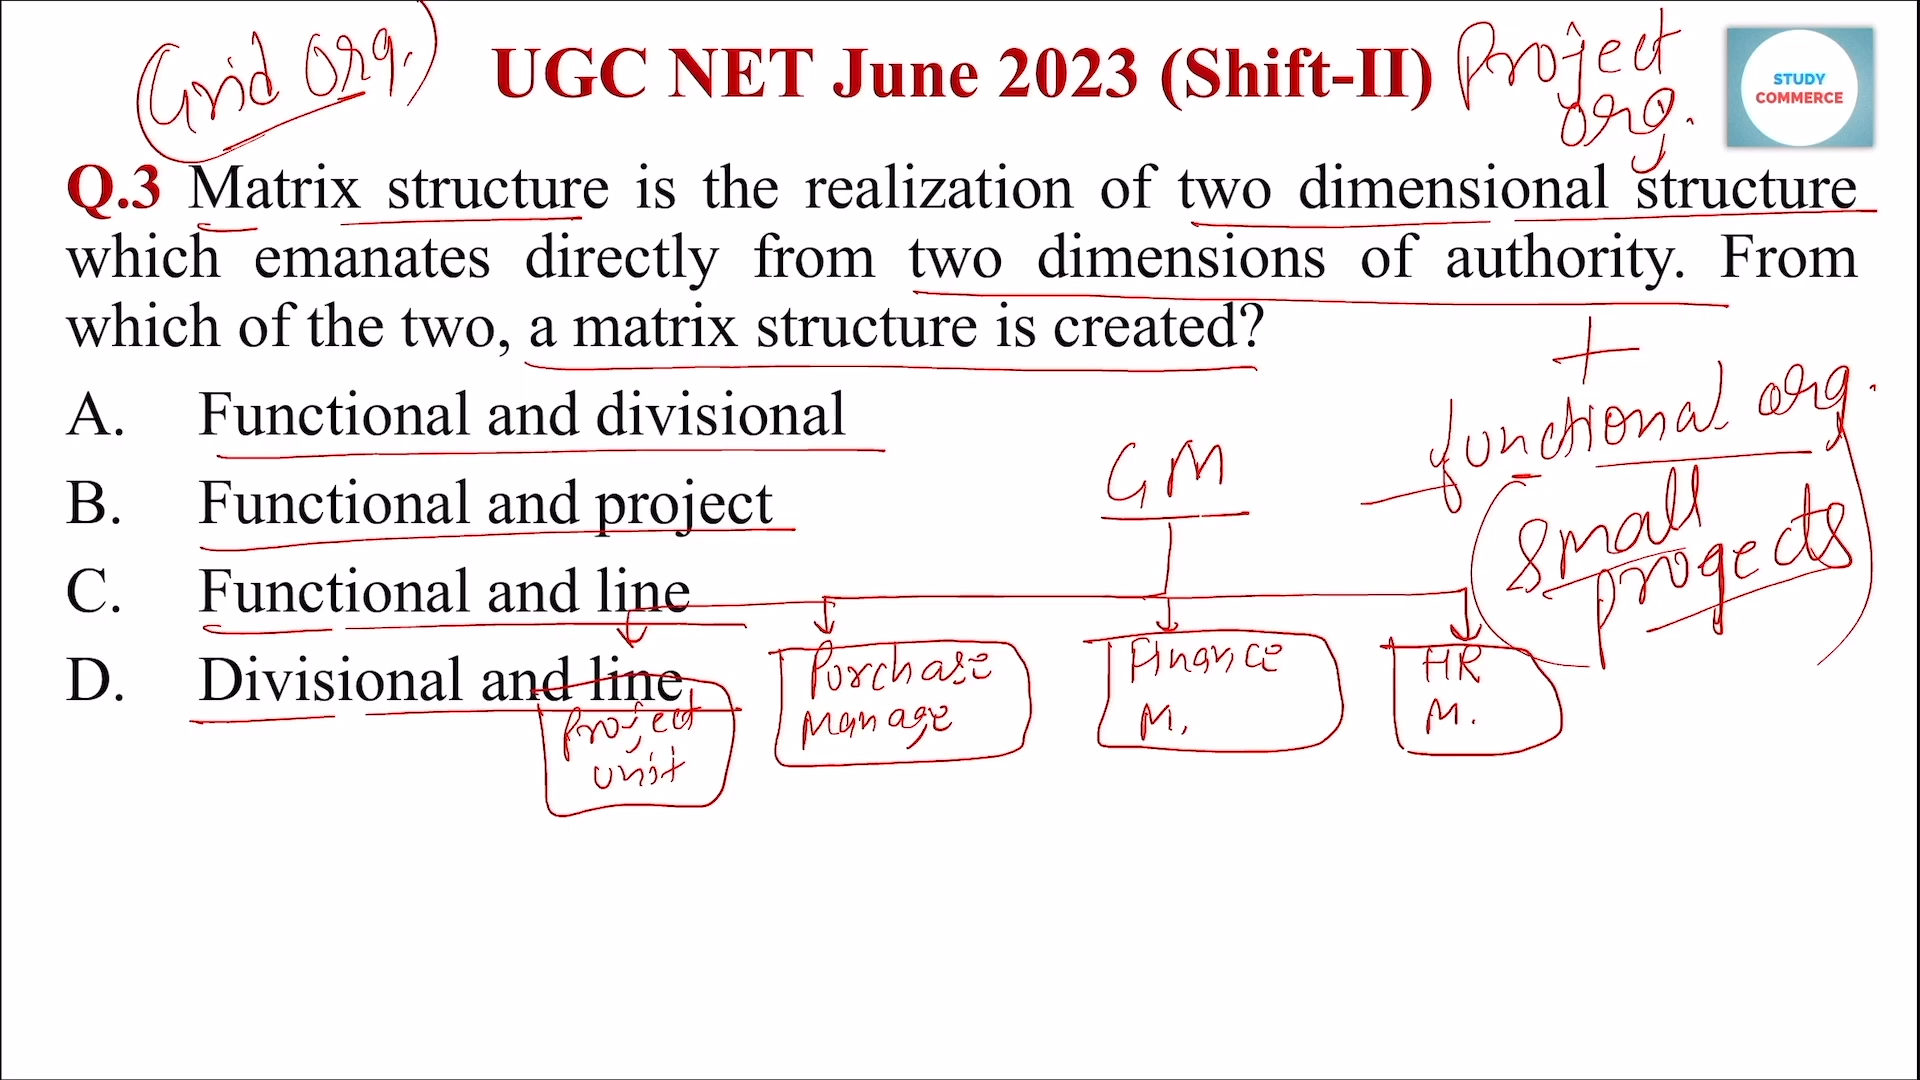 (Grid Org.)
UGC NET June 2023 (Shift-II)
Project
org.
STUDY
COMMERCE
Q.3 Matrix structure is the realization of two dimensional structure
which emanates directly from two dimensions of authority. From
which of the two, a matrix structure is created?
+
functional org.
small
progects
A. Functional and divisional
B. Functional and project
C. Functional and line
D. Divisional and line
GM
Project
unit
Purchase
Manage
Finance
M.
HR
M.